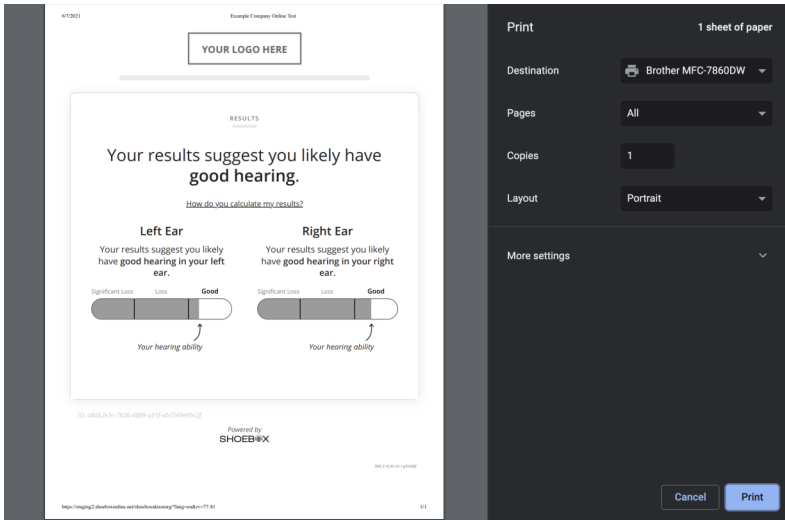 6/7/2021 Example Company Online Test
YOUR LOGO HERE
RESULTS
Your results suggest you likely have
good hearing.
How do you calculate my results?
Left Ear
Your results suggest you likely
have good hearing in your left
ear.
Significant Loss Loss Good
Your hearing ability
Right Ear
Your results suggest you likely
have good hearing in your right
ear.
Significant Loss Loss Good
Your hearing ability
ID:
Powered by
SHOEBOX
1/1
Print 1 sheet of paper
Destination Brother MFC-7860DW
Pages All
Copies 1
Layout Portrait
More settings
Cancel Print